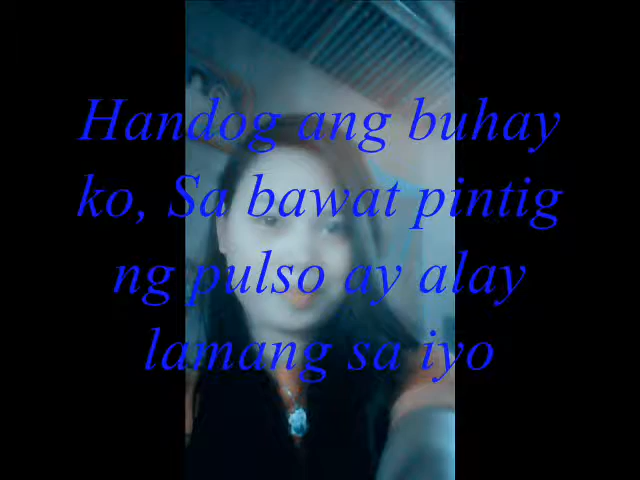 Handog ang buhay
ko, Sa bawat pintig
ng pulso ay alay
lamang sa iyo